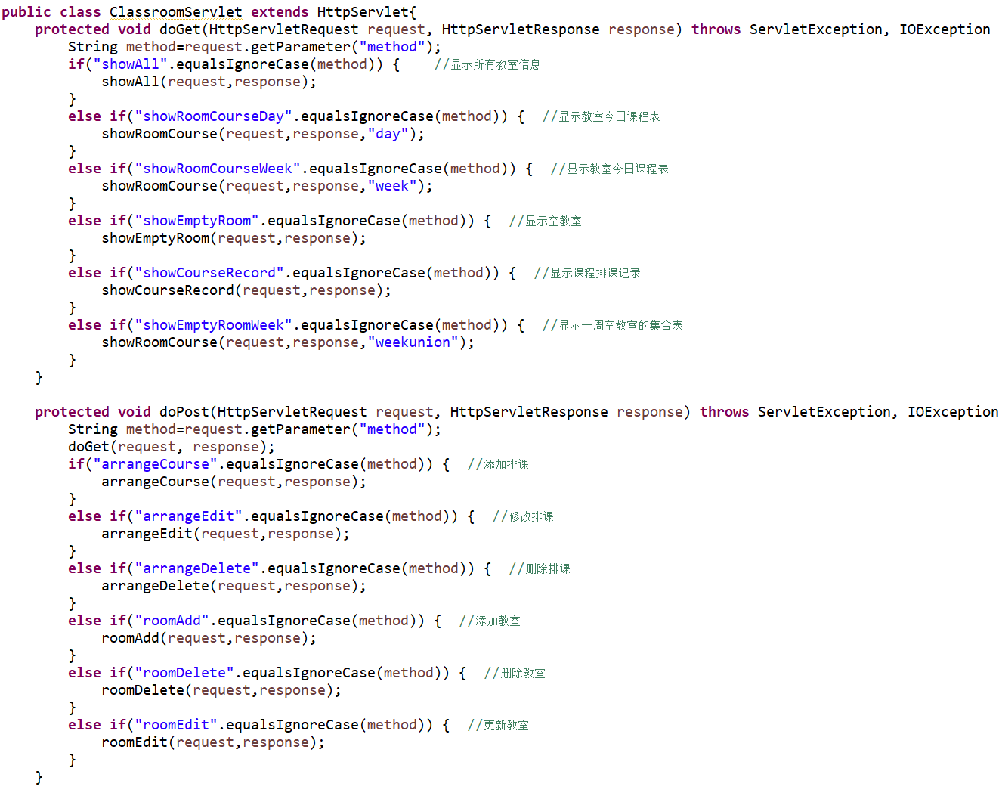 public class ClassroomServlet extends HttpServlet{
    protected void doGet(HttpServletRequest request, HttpServletResponse response) throws ServletException, IOException
        String method=request.getParameter("method");
        if("showAll".equalsIgnoreCase(method)) {    //显示所有教室信息
            showAll(request,response);
        }
        else if("showRoomCourseDay".equalsIgnoreCase(method)) {  //显示教室今日课程表
            showRoomCourse(request,response,"day");
        }
        else if("showRoomCourseWeek".equalsIgnoreCase(method)) {  //显示教室今日课程表
            showRoomCourse(request,response,"week");
        }
        else if("showEmptyRoom".equalsIgnoreCase(method)) {  //显示空教室
            showEmptyRoom(request,response);
        }
        else if("showCourseRecord".equalsIgnoreCase(method)) {  //显示课程排课记录
            showCourseRecord(request,response);
        }
        else if("showEmptyRoomWeek".equalsIgnoreCase(method)) {  //显示一周空教室的集合表
            showRoomCourse(request,response,"weekunion");
        }
    }
    protected void doPost(HttpServletRequest request, HttpServletResponse response) throws ServletException, IOException
        String method=request.getParameter("method");
        doGet(request, response);
        if("arrangeCourse".equalsIgnoreCase(method)) {  //添加排课
            arrangeCourse(request,response);
        }
        else if("arrangeEdit".equalsIgnoreCase(method)) {  //修改排课
            arrangeEdit(request,response);
        }
        else if("arrangeDelete".equalsIgnoreCase(method)) {  //删除排课
            arrangeDelete(request,response);
        }
        else if("roomAdd".equalsIgnoreCase(method)) {  //添加教室
            roomAdd(request,response);
        }
        else if("roomDelete".equalsIgnoreCase(method)) {  //删除教室
            roomDelete(request,response);
        }
        else if("roomEdit".equalsIgnoreCase(method)) {  //更新教室
            roomEdit(request,response);
        }
    }